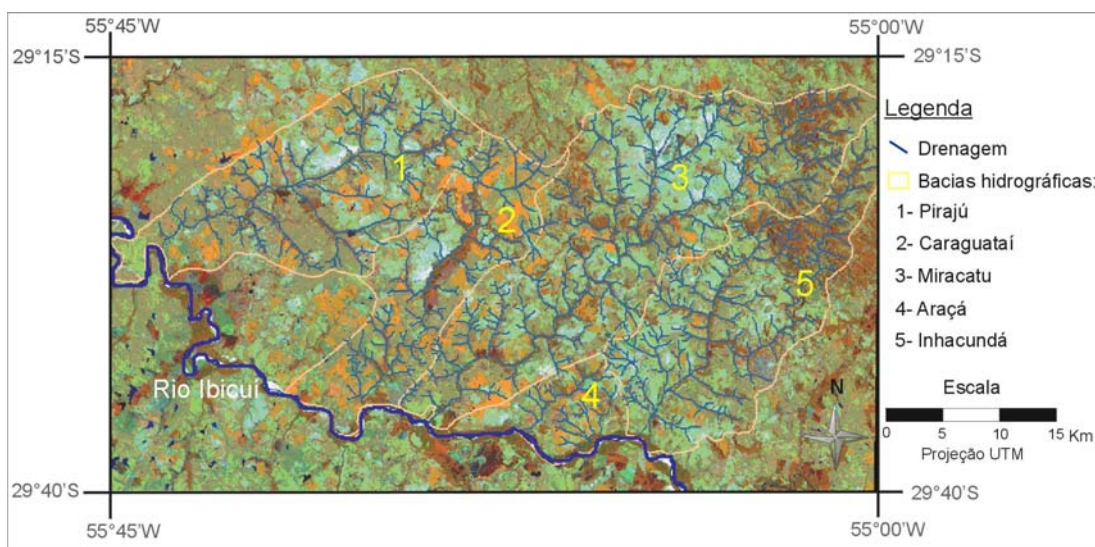 55°45'W
55°00'W
29°15'S
29°15'S
Legenda
Drenagem
Bacias hidrográficas:
1- Pirajú
2- Caraguataí
3- Miracatu
4- Araçá
5- Inhacundá
1
2
3
4
5
Rio Ibicuí
N
Escala
0 5 10 15 Km
Projeção UTM
29°40'S
29°40'S
55°45'W
55°00'W